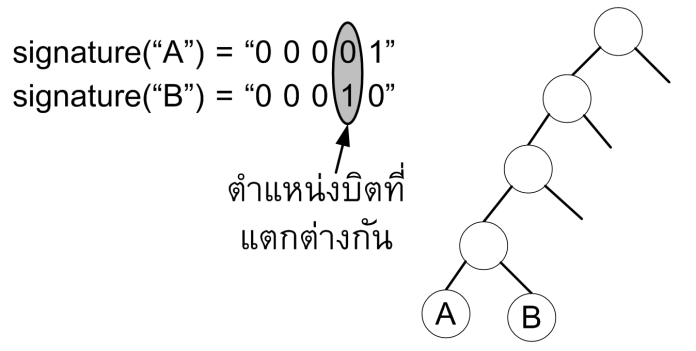 signature(“A”) = “0 0 0 0 1”
signature(“B”) = “0 0 0 1 0”
ตำแหน่งบิตที่
แตกต่างกัน
A B